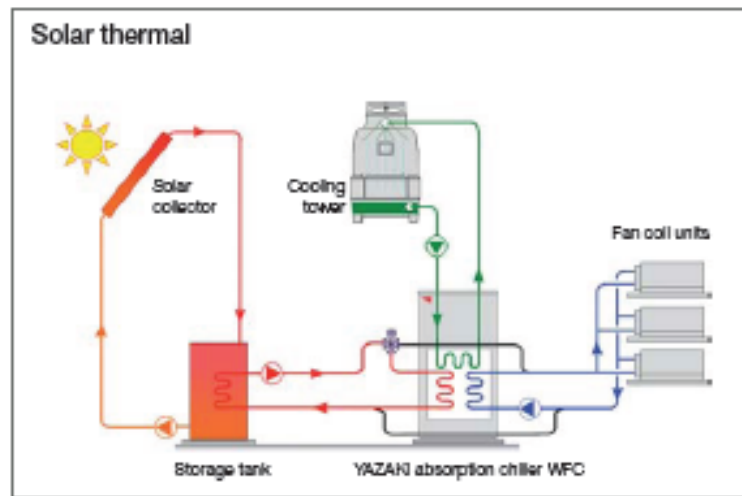 Solar thermal
Solar
collector
Cooling
tower
Fan coil units
Storage tank
YAZAKI absorption chiller WFC